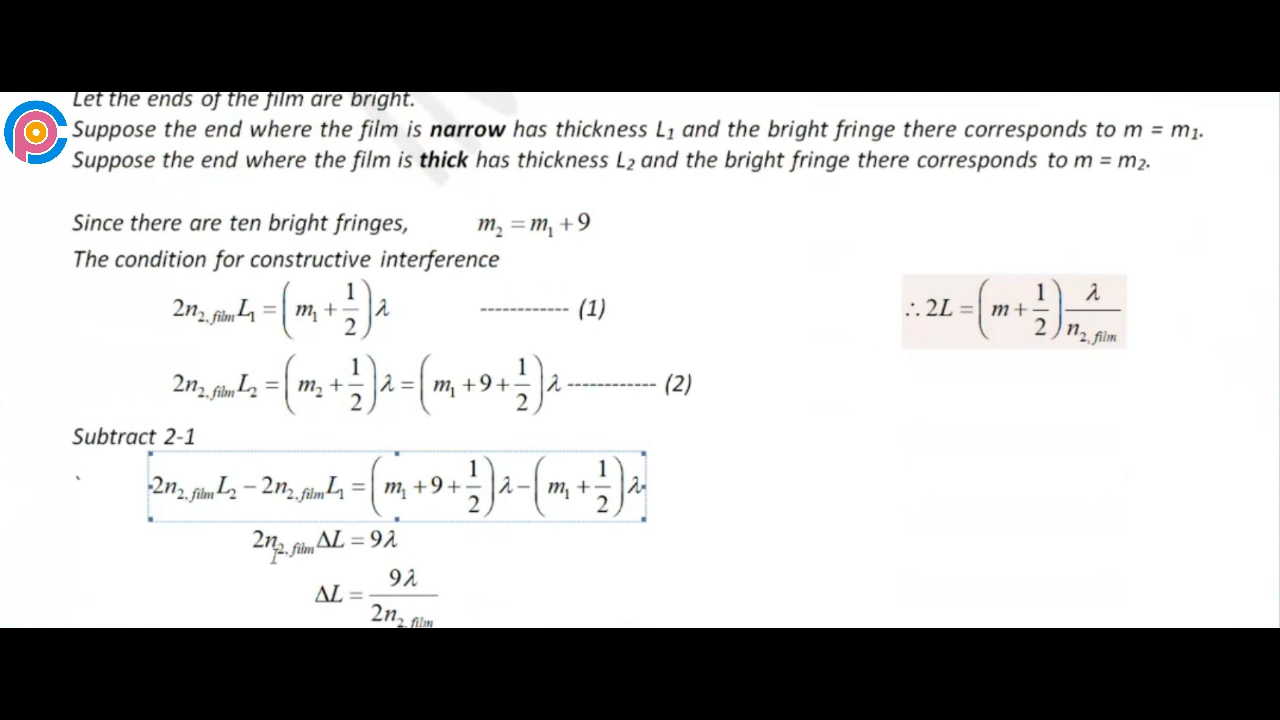 Let the ends of the film are bright.
Suppose the end where the film is narrow has thickness L₁ and the bright fringe there corresponds to m = m₁.
Suppose the end where the film is thick has thickness L₂ and the bright fringe there corresponds to m = m₂.
Since there are ten bright fringes, m₂ = m₁ + 9
The condition for constructive interference
2n₂,film L₁ = (m₁ + 1/2) λ ------------ (1)
∴ 2L = (m + 1/2) λ/n₂,film
2n₂,film L₂ = (m₂ + 1/2) λ = (m₁ + 9 + 1/2) λ ------------ (2)
Subtract 2-1
2n₂,film L₂ − 2n₂,film L₁ = (m₁ + 9 + 1/2) λ − (m₁ + 1/2) λ
2n₂,film ΔL = 9λ
ΔL = 9λ/2n₂,film